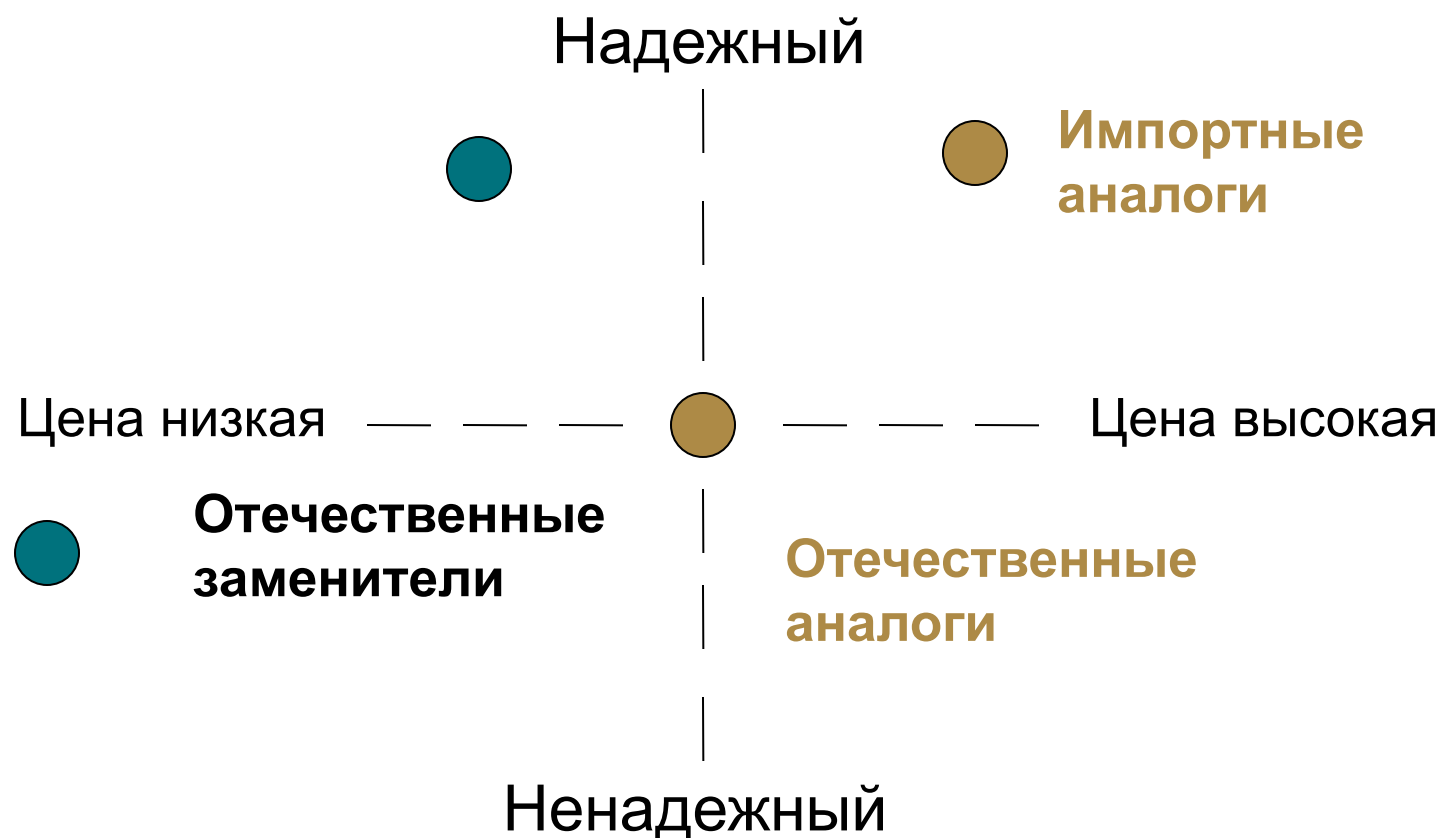 Надежный
Импортные
аналоги
Цена низкая
Цена высокая
Отечественные
заменители
Отечественные
аналоги
Ненадежный